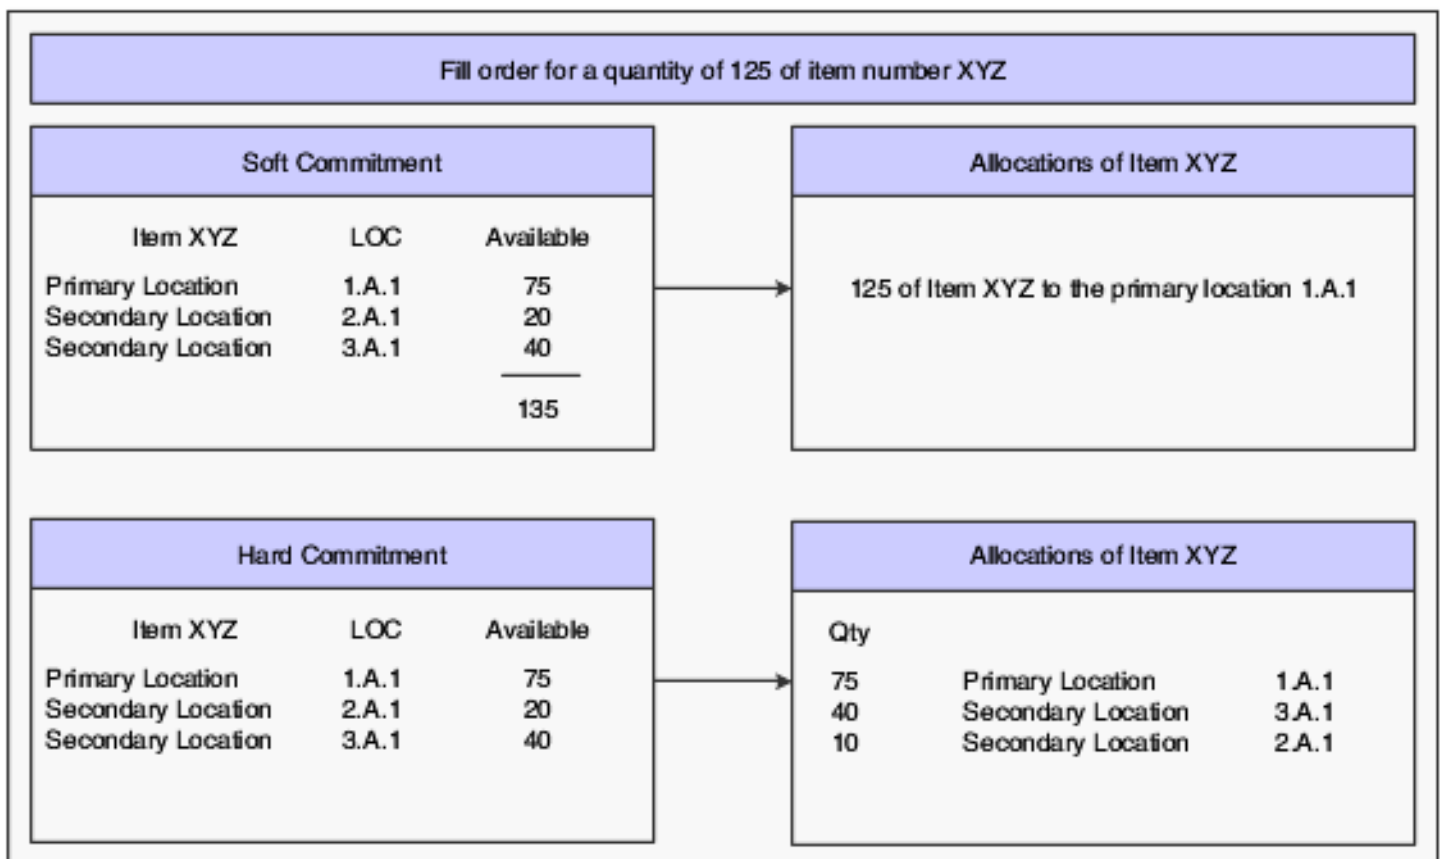 Fill order for a quantity of 125 of item number XYZ
Soft Commitment
Item XYZ LOC Available
Primary Location 1.A.1 75
Secondary Location 2.A.1 20
Secondary Location 3.A.1 40
135
Allocations of Item XYZ
125 of Item XYZ to the primary location 1.A.1
Hard Commitment
Item XYZ LOC Available
Primary Location 1.A.1 75
Secondary Location 2.A.1 20
Secondary Location 3.A.1 40
Allocations of Item XYZ
Qty
75 Primary Location 1.A.1
40 Secondary Location 3.A.1
10 Secondary Location 2.A.1